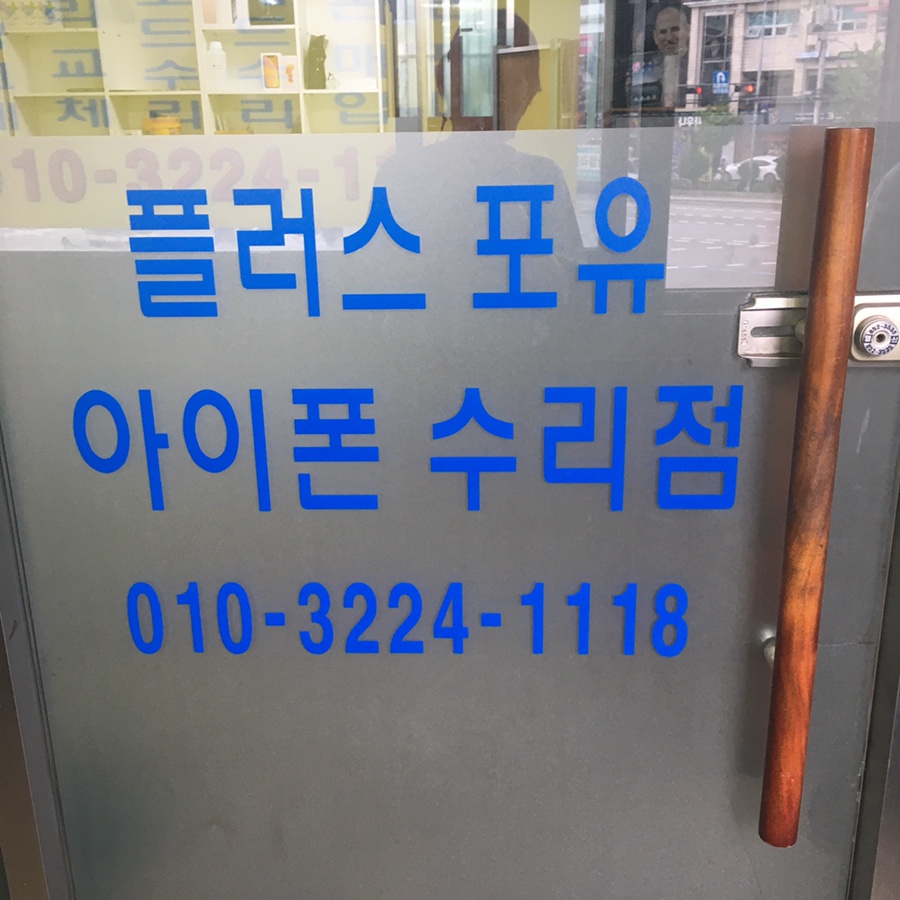 플러스 포유
아이폰 수리점
010-3224-1118